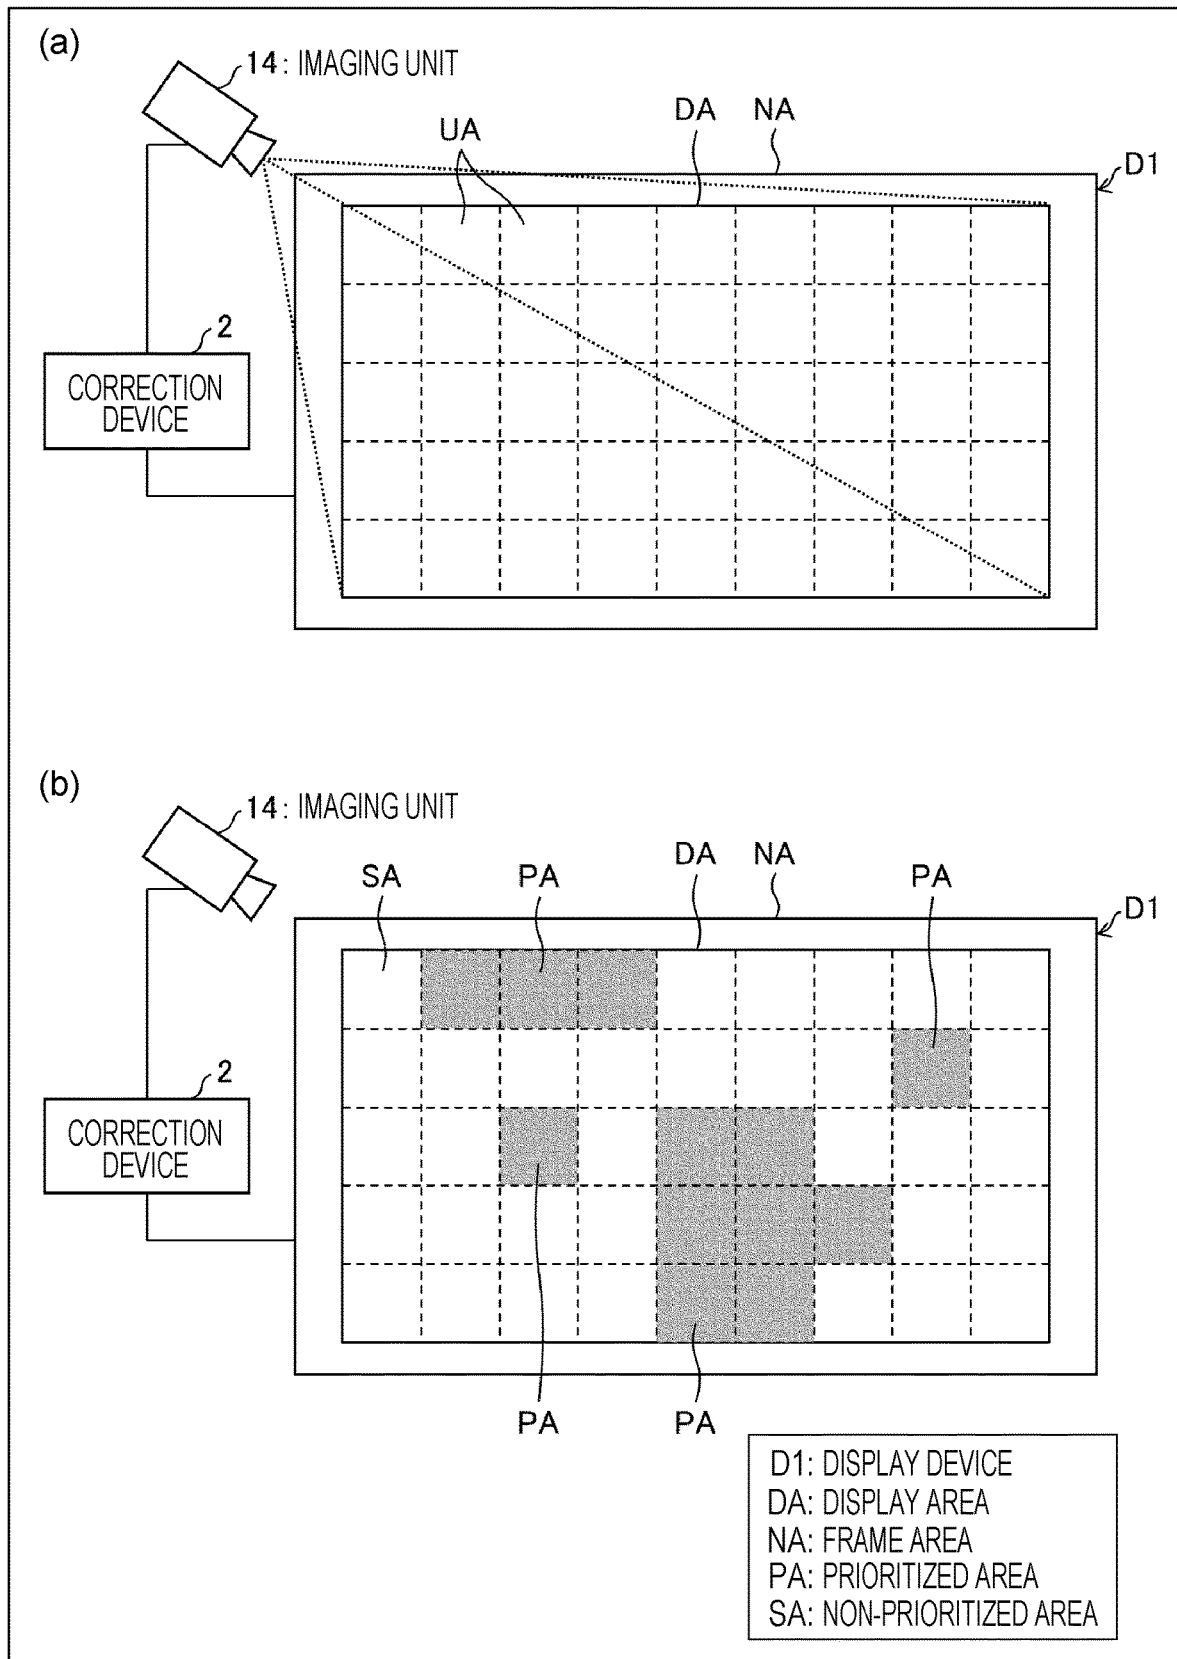 (a)
14: IMAGING UNIT
UA
DA
NA
D1
2
CORRECTION
DEVICE
(b)
14: IMAGING UNIT
SA
PA
DA
NA
PA
D1
2
CORRECTION
DEVICE
PA
PA
D1: DISPLAY DEVICE
DA: DISPLAY AREA
NA: FRAME AREA
PA: PRIORITIZED AREA
SA: NON-PRIORITIZED AREA